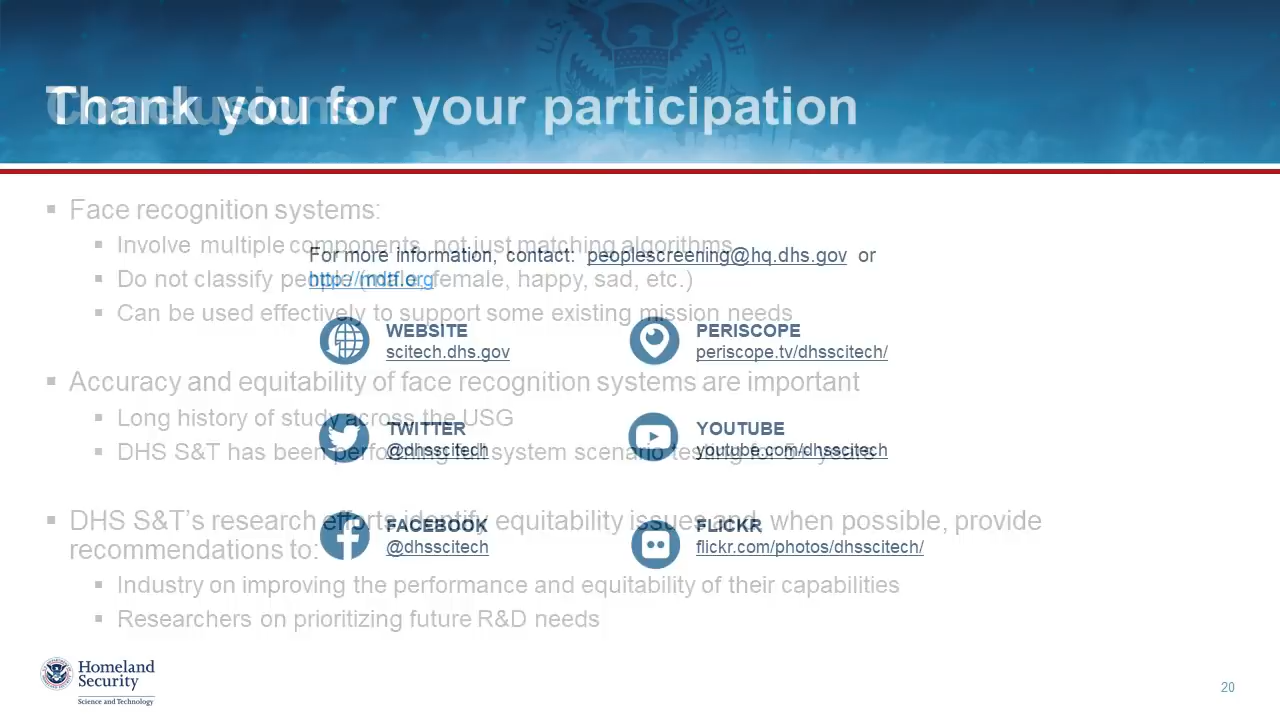 Thank you for your participation
Conclusions
Face recognition systems:
Involve multiple components, not just matching algorithms
Do not classify people (male, female, happy, sad, etc.)
Can be used effectively to support some existing mission needs
Accuracy and equitability of face recognition systems are important
Long history of study across the USG
DHS S&T has been performing full system scenario testing for 5+ years
DHS S&T’s research efforts identify equitability issues and, when possible, provide
recommendations to:
Industry on improving the performance and equitability of their capabilities
Researchers on prioritizing future R&D needs
For more information, contact: peoplescreening@hq.dhs.gov or
http://mdtf.org
WEBSITE
scitech.dhs.gov
PERISCOPE
periscope.tv/dhsscitech/
TWITTER
@dhsscitech
YOUTUBE
youtube.com/dhsscitech
FACEBOOK
@dhsscitech
FLICKR
flickr.com/photos/dhsscitech/
Homeland
Security
Science and Technology
20